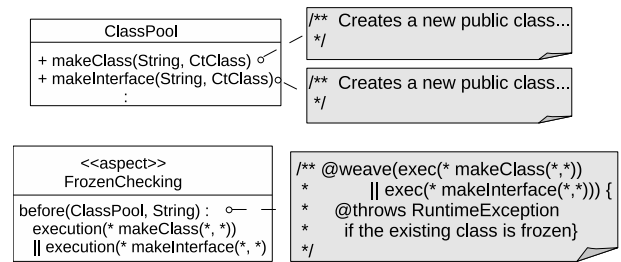 ClassPool
+ makeClass(String, CtClass)
+ makeInterface(String, CtClass)
:
/** Creates a new public class...
*/
/** Creates a new public class...
*/
<<aspect>>
FrozenChecking
before(ClassPool, String) :
execution(* makeClass(*, *))
|| execution(* makeInterface(*, *)
/** @weave(exec(* makeClass(*,*))
* || exec(* makeInterface(*,*))) {
* @throws RuntimeException
* if the existing class is frozen}
*/